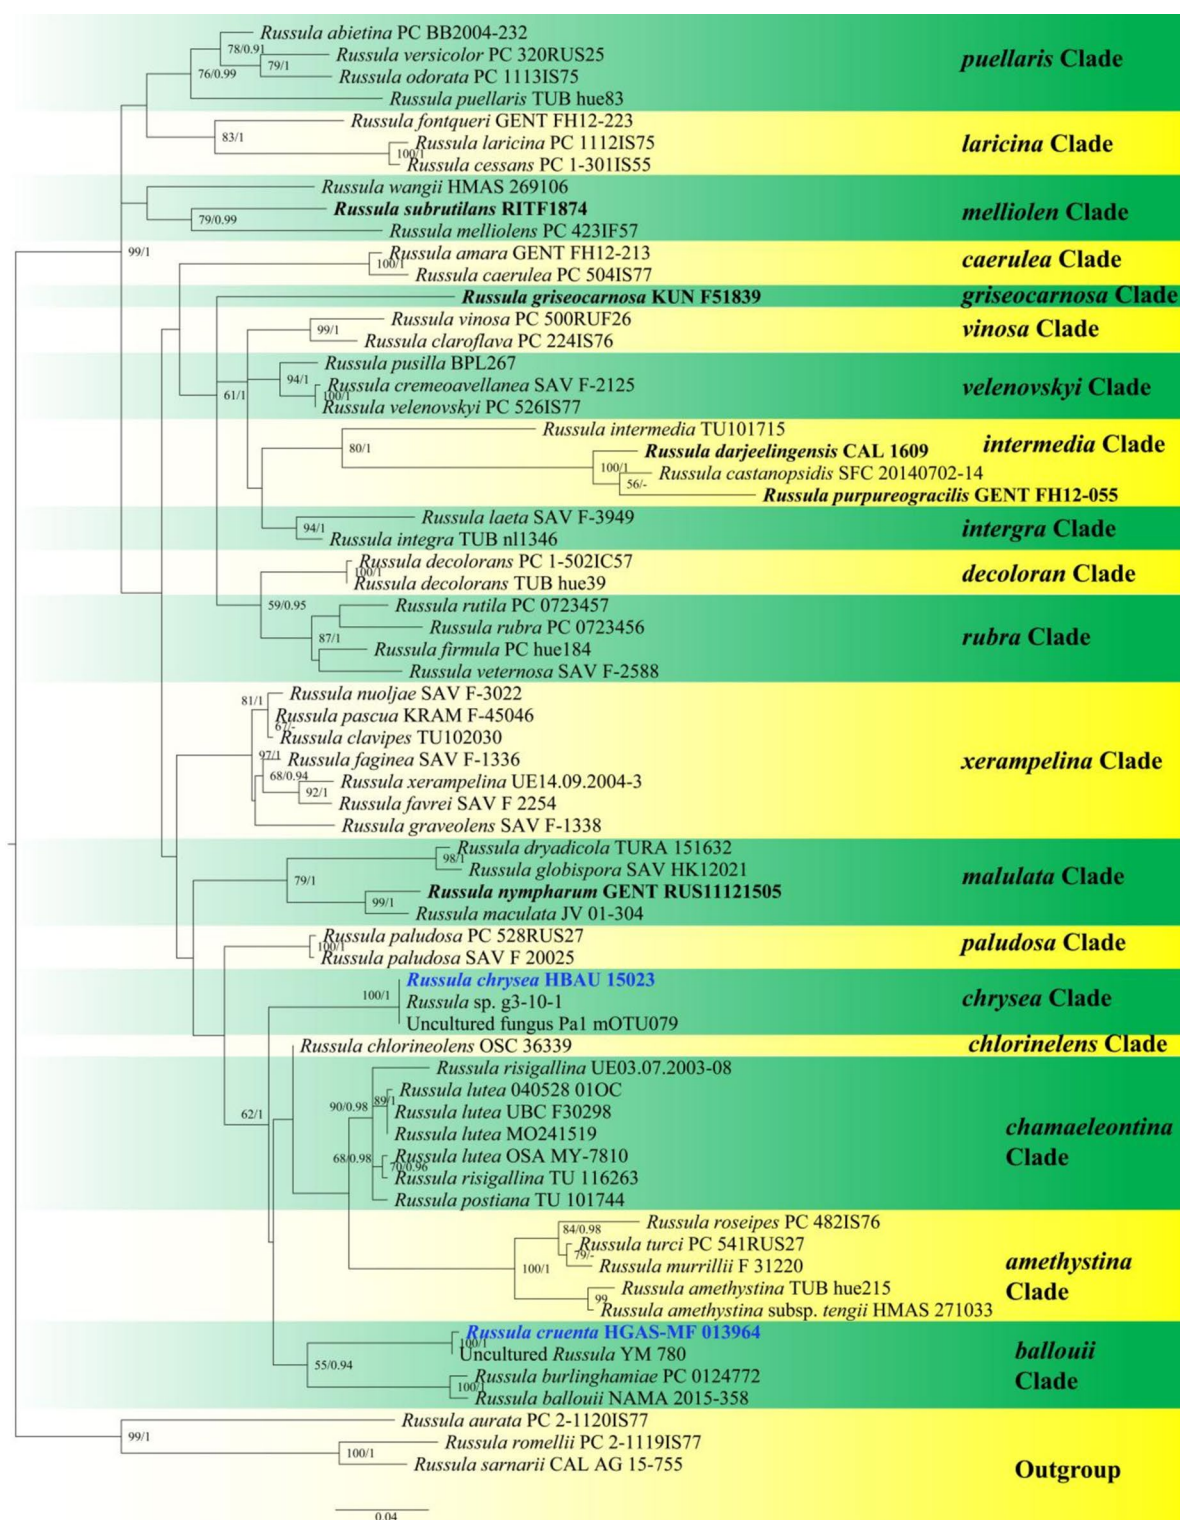 Russula abietina PC BB2004-232
78/0.91
Russula versicolor PC 320RUS25
puellaris Clade
79/1
76/0.99
Russula odorata PC 1113IS75
Russula puellaris TUB hue83
Russula fontqueri GENT FH12-223
83/1
Russula laricina PC 1112IS75
laricina Clade
100/1
Russula cessans PC 1-301IS55
Russula wangii HMAS 269106
Russula subrutilans RITF1874
melliolen Clade
79/0.99
Russula melliolens PC 423IF57
99/1
Russula amara GENT FH12-213
caerulea Clade
100/1
Russula caerulea PC 504IS77
Russula griseocarnosa KUN F51839
griseocarnosa Clade
Russula vinosa PC 500RUF26
vinosa Clade
99/1
Russula claroflava PC 224IS76
Russula pusilla BPL267
94/1
Russula cremeoavellanea SAV F-2125
velenovskyi Clade
61/1
100/1
Russula velenovskyi PC 526IS77
Russula intermedia TU101715
intermedia Clade
80/1
Russula darjeelingensis CAL 1609
100/1
Russula castanopsidis SFC 20140702-14
56/-
Russula purpureogracilis GENT FH12-055
Russula laeta SAV F-3949
94/1
intergra Clade
Russula integra TUB nl1346
Russula decolorans PC 1-502IC57
100/1
decoloran Clade
Russula decolorans TUB hue39
59/0.95
Russula rutila PC 0723457
Russula rubra PC 0723456
87/1
rubra Clade
Russula firmula PC hue184
Russula veternosa SAV F-2588
Russula nuoljae SAV F-3022
81/1
Russula pascua KRAM F-45046
67/-
Russula clavipes TU102030
97/1
Russula faginea SAV F-1336
xerampelina Clade
68/0.94
Russula xerampelina UE14.09.2004-3
92/1
Russula favrei SAV F 2254
Russula graveolens SAV F-1338
Russula dryadicola TURA 151632
98/1
Russula globispora SAV HK12021
malulata Clade
79/1
Russula nympharum GENT RUS11121505
99/1
Russula maculata JV 01-304
Russula paludosa PC 528RUS27
100/1
paludosa Clade
Russula paludosa SAV F 20025
Russula chrysea HBAU 15023
100/1
Russula sp. g3-10-1
chrysea Clade
Uncultured fungus Pa1 mOTU079
Russula chlorineolens OSC 36339
chlorinelens Clade
Russula risigallina UE03.07.2003-08
Russula lutea 040528 01OC
89/1
90/0.98
62/1
Russula lutea UBC F30298
chamaeleontina
Clade
Russula lutea MO241519
68/0.98
Russula lutea OSA MY-7810
70/0.96
Russula risigallina TU 116263
Russula postiana TU 101744
Russula roseipes PC 482IS76
84/0.98
Russula turci PC 541RUS27
79/-
amethystina
Clade
100/1
Russula murrillii F 31220
Russula amethystina TUB hue215
99
Russula amethystina subsp. tengii HMAS 271033
Russula cruenta HGAS-MF 013964
100/1
Uncultured Russula YM 780
ballouii
Clade
55/0.94
Russula burlinghamiae PC 0124772
100/1
Russula ballouii NAMA 2015-358
Russula aurata PC 2-1120IS77
99/1
Russula romellii PC 2-1119IS77
100/1
Russula sarnarii CAL AG 15-755
Outgroup
0.04